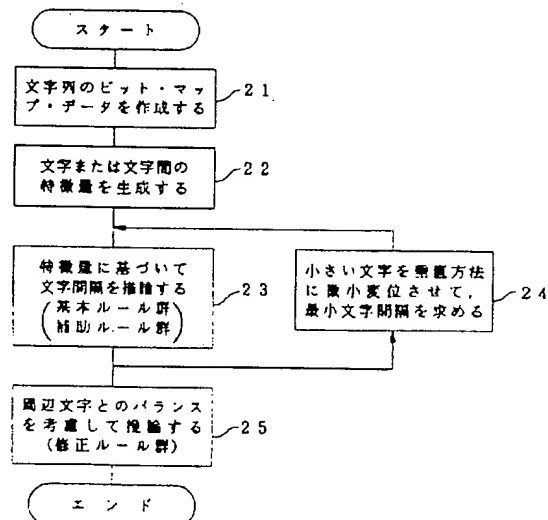 スタート
文字列のビット・マッ
プ・データを作成する
21
文字または文字間の
特徴量を生成する
22
特徴量に基づいて
文字間隔を推論する
(基本ルール群
補助ルール群)
23
小さい文字を垂直方法
に微小変位させて,
最小文字間隔を求める
24
周辺文字とのバランス
を考慮して推論する
(修正ルール群)
25
エンド